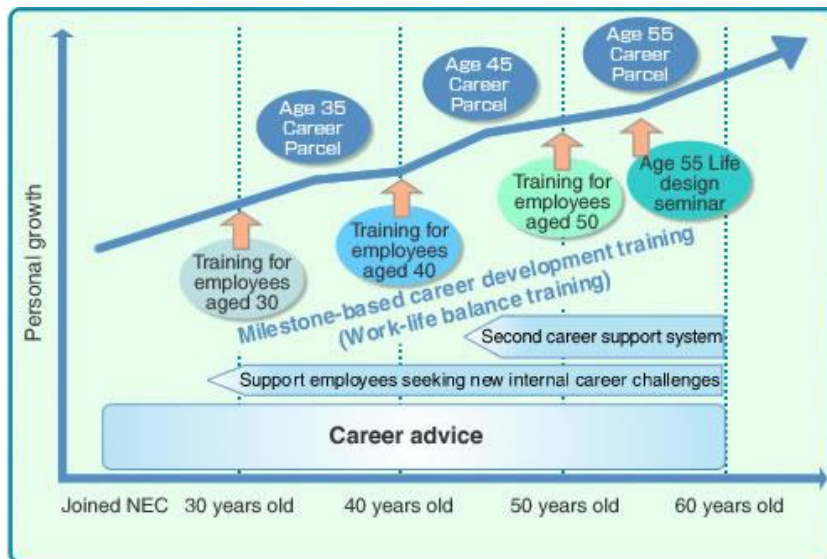 Age 55
Career
Parcel
Age 45
Career
Parcel
Age 35
Career
Parcel
Personal growth
Training for
employees
aged 30
Training for
employees
aged 40
Training for
employees
aged 50
Age 55 Life
design
seminar
Milestone-based career development training
(Work-life balance training)
Second career support system
Support employees seeking new internal career challenges
Career advice
Joined NEC 30 years old 40 years old 50 years old 60 years old